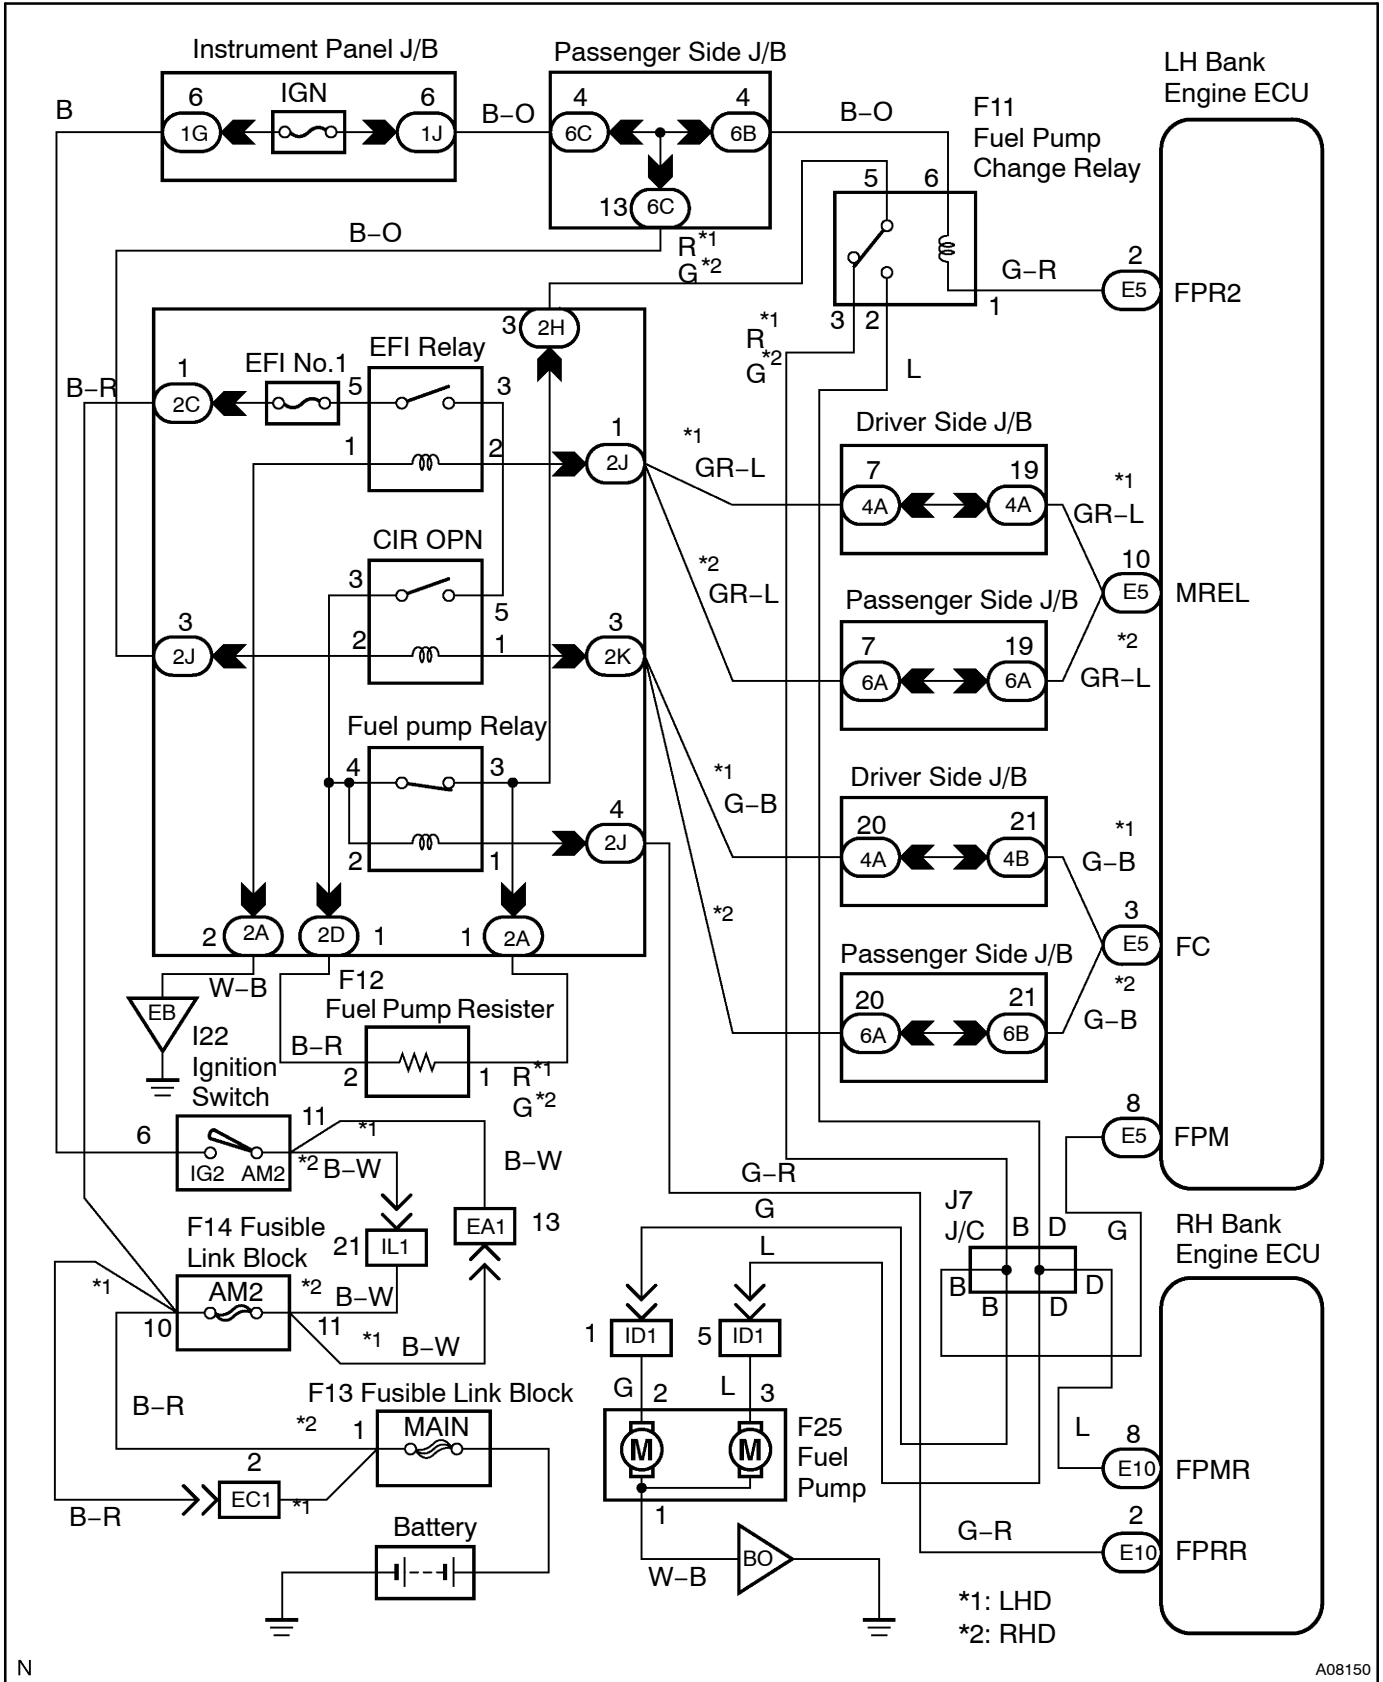 Instrument Panel J/B
Passenger Side J/B
LH Bank
Engine ECU
B
6
IGN
6
1G
1J
B–O
4
4
6C
6B
13
6C
B–O
F11
Fuel Pump
Change Relay
5
6
B–O
R*1
G*2
G–R
2
E5
FPR2
1
3
2
R*1
G*2
L
3
2H
EFI Relay
EFI No.1
B–R
1
2C
5
3
1
2
1
2J
*1
GR–L
*2
GR–L
Driver Side J/B
7
19
4A
4A
*1
GR–L
10
E5
MREL
Passenger Side J/B
7
19
6A
6A
*2
GR–L
CIR OPN
3
5
3
2J
2
1
3
2K
Fuel pump Relay
4
3
2
1
4
2J
*1
G–B
*2
Driver Side J/B
20
21
4A
4B
*1
G–B
3
E5
FC
Passenger Side J/B
20
21
6A
6B
*2
G–B
2
2A
2D
1
1
2A
W–B
F12
Fuel Pump Resister
EB
B–R
2
1
R*1
G*2
I22
Ignition
Switch
6
11
*1
IG2
AM2
*2
B–W
B–W
8
E5
FPM
G–R
G
L
J7
J/C
B
D
G
B
D
B
D
RH Bank
Engine ECU
F14 Fusible
Link Block
21
IL1
EA1
13
*1
AM2
*2
B–W
10
11
*1
B–W
1
ID1
5
ID1
G
2
L
3
F13 Fusible Link Block
B–R
*2
1
MAIN
2
EC1
*1
B–R
M
M
F25
Fuel
Pump
1
L
8
E10
FPMR
2
G–R
E10
FPRR
Battery
W–B
BO
*1: LHD
*2: RHD
N
A08150